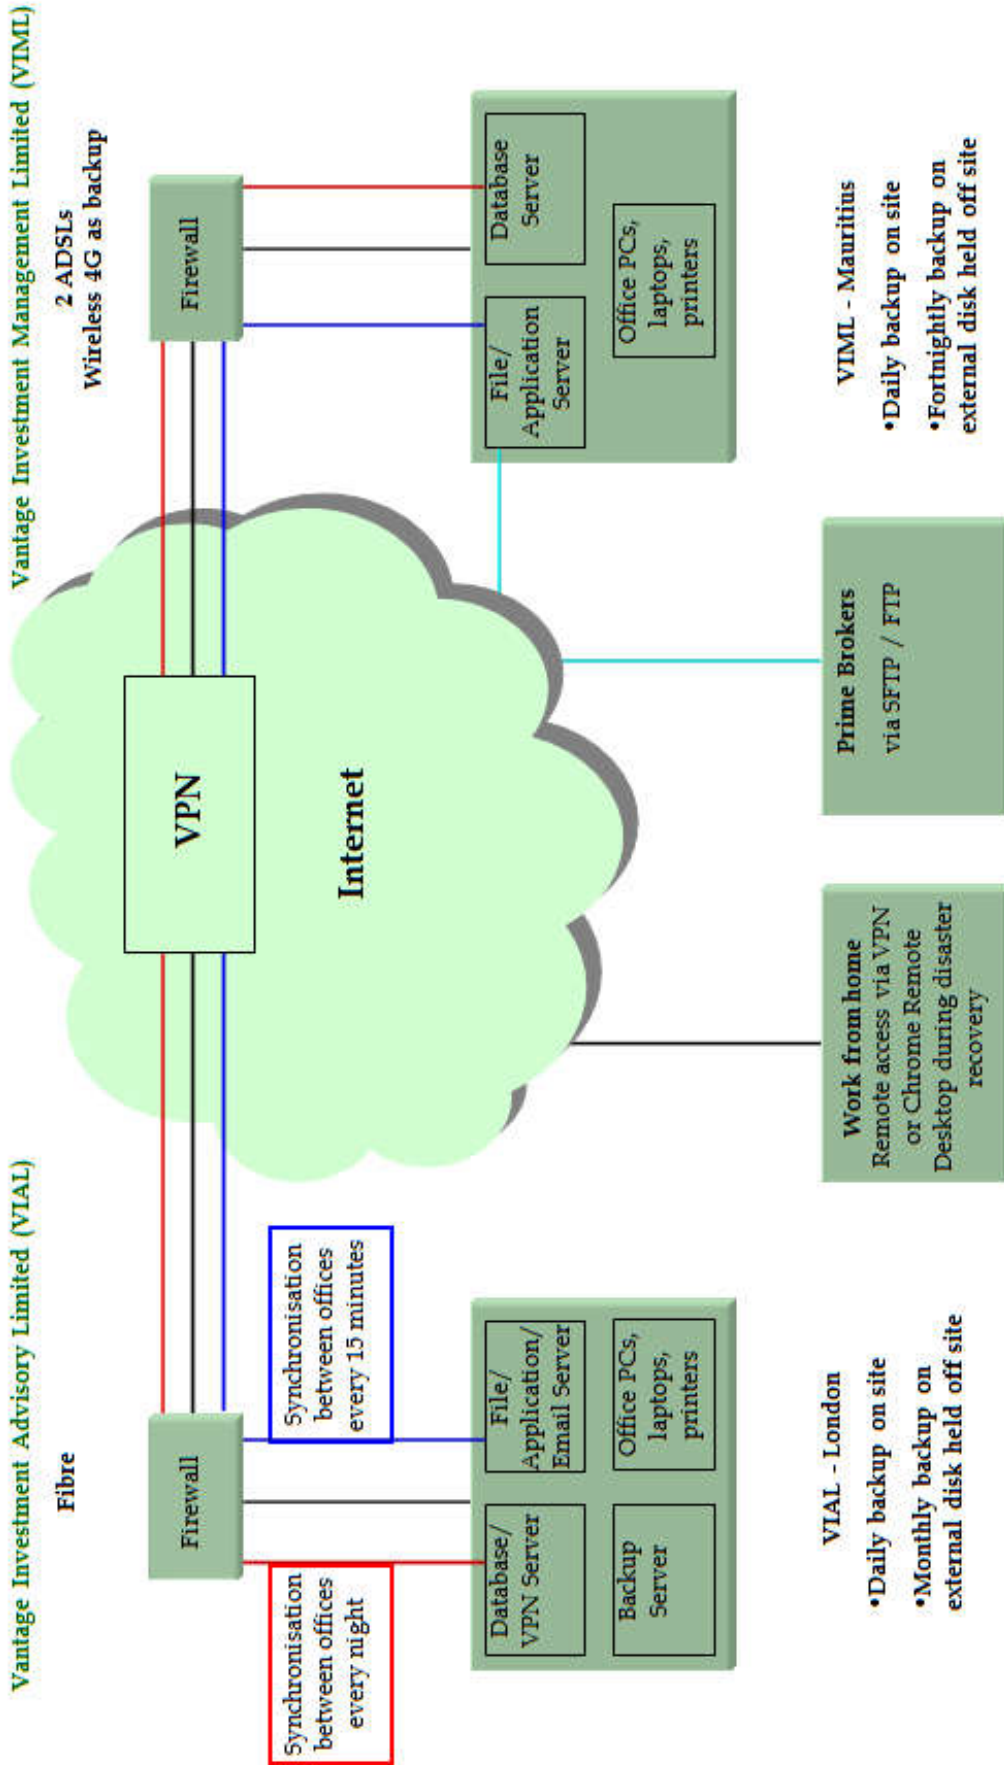 Vantage Investment Advisory Limited (VIAL)
Vantage Investment Management Limited (VIML)
Fibre
2 ADSLs
Wireless 4G as backup
Firewall
VPN
Firewall
Synchronisation
between offices
every night
Synchronisation
between offices
every 15 minutes
Internet
Database/
VPN Server
File/
Application/
Email Server
Backup
Server
Office PCs,
laptops,
printers
File/
Application
Server
Database
Server
Office PCs,
laptops,
printers
VIAL - London
•Daily backup on site
•Monthly backup on
external disk held off site
Work from home
Remote access via VPN
or Chrome Remote
Desktop during disaster
recovery
Prime Brokers
via SFTP / FTP
VIML - Mauritius
•Daily backup on site
•Fortnightly backup on
external disk held off site